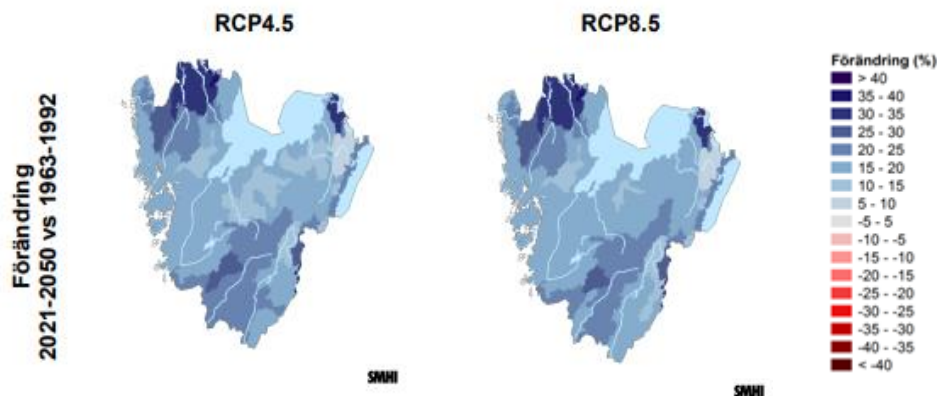 RCP4.5
RCP8.5
Förändring
2021-2050 vs 1963-1992
SMHI
SMHI
Förändring (%)
> 40
35 - 40
30 - 35
25 - 30
20 - 25
15 - 20
10 - 15
5 - 10
-5 - 5
-10 - -5
-15 - -10
-20 - -15
-25 - -20
-30 - -25
-35 - -30
-40 - -35
< -40